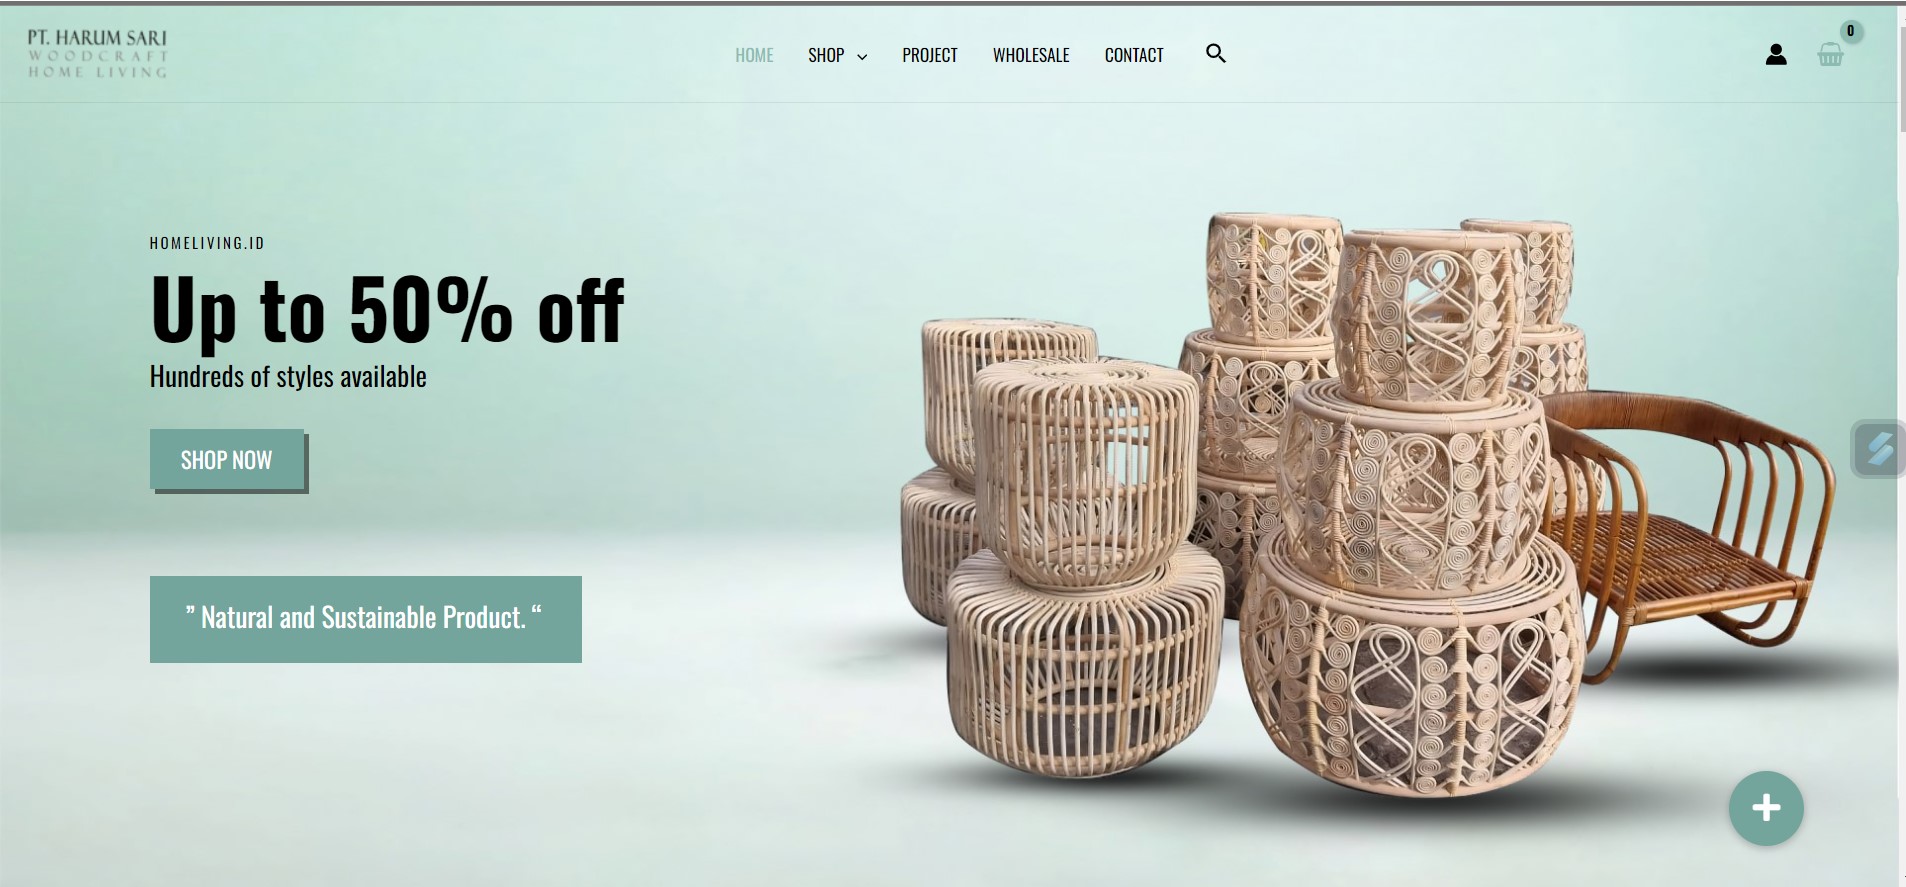 PT. HARUM SARI
WOODCRAFT
HOME LIVING
HOME SHOP PROJECT WHOLESALE CONTACT
0
HOMELIVING.ID
Up to 50% off
Hundreds of styles available
SHOP NOW
” Natural and Sustainable Product. “